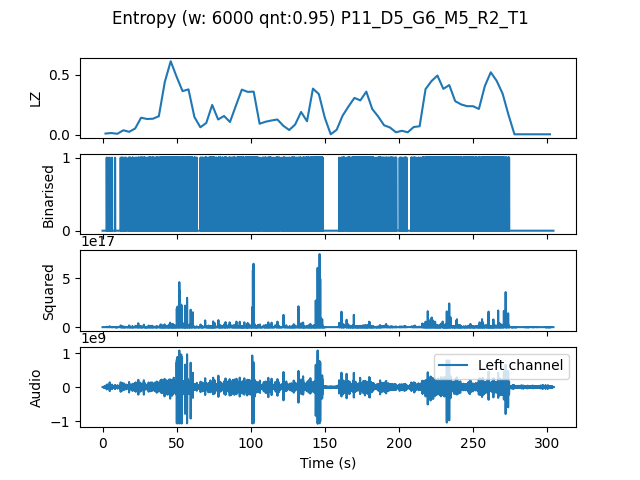 Entropy (w: 6000 qnt:0.95) P11_D5_G6_M5_R2_T1
LZ
0.5
0.0
Binarised
1
0
1e17
Squared
5
0
1e9
Audio
1
0
−1
Left channel
0 50 100 150 200 250 300
Time (s)